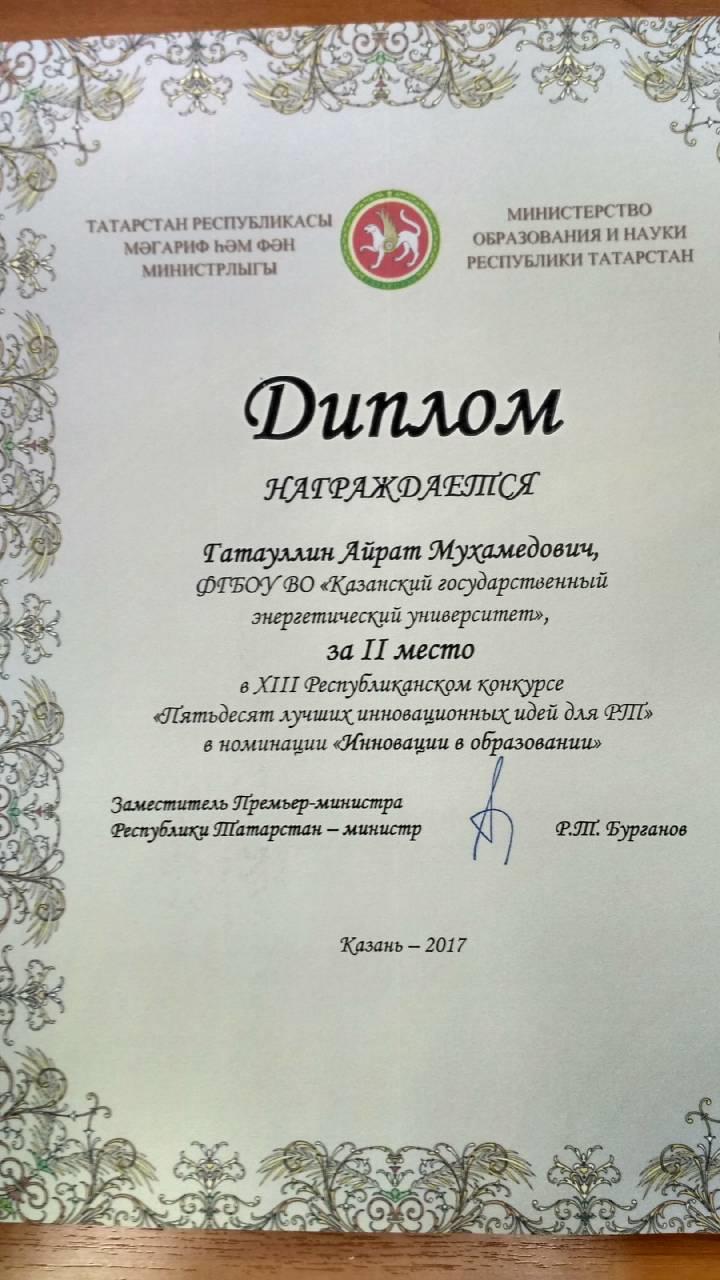 ТАТАРСТАН РЕСПУБЛИКАСЫ
МӘГАРИФ ҺӘМ ФӘН
МИНИСТРЛЫГЫ
МИНИСТЕРСТВО
ОБРАЗОВАНИЯ И НАУКИ
РЕСПУБЛИКИ ТАТАРСТАН
Диплом
НАГРАЖДАЕТСЯ
Гатауллин Айрат Мухамедович,
ФГБОУ ВО «Казанский государственный
энергетический университет»,
за II место
в XIII Республиканском конкурсе
«Пятьдесят лучших инновационных идей для РТ»
в номинации «Инновации в образовании»
Заместитель Премьер-министра
Республики Татарстан – министр
Р.Т. Бурганов
Казань – 2017